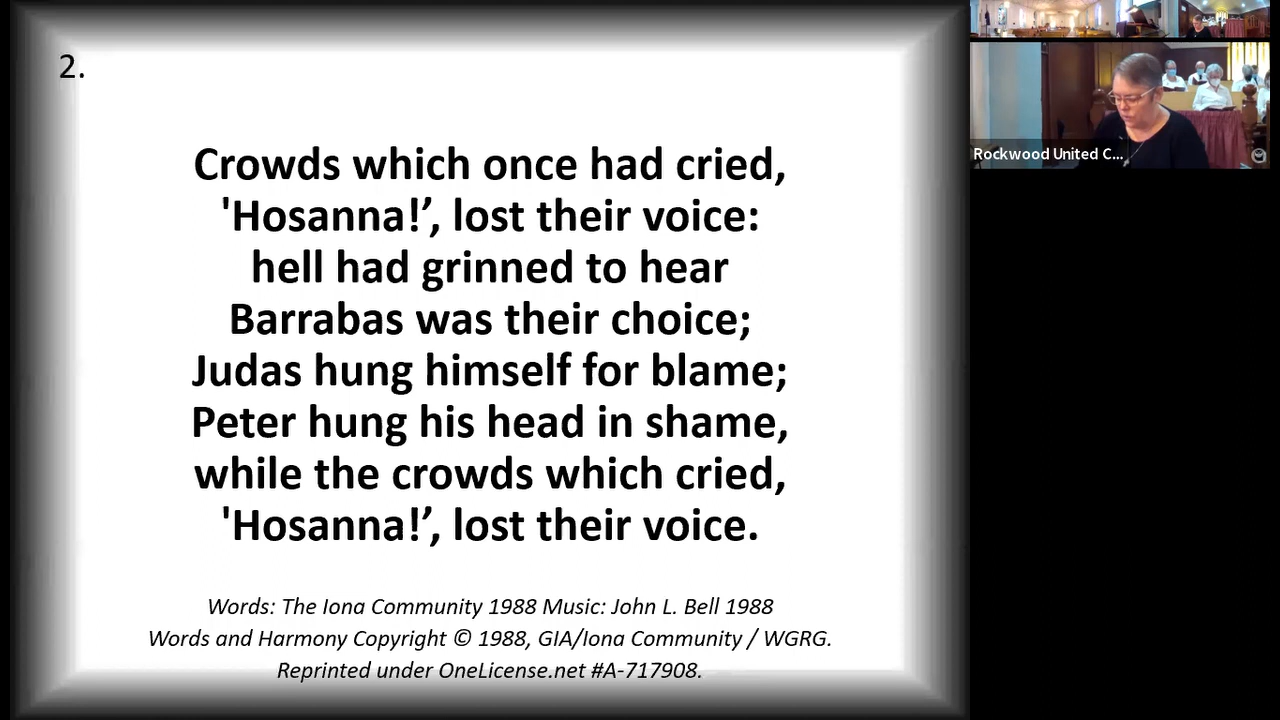 2.
Crowds which once had cried,
'Hosanna!’, lost their voice:
hell had grinned to hear
Barrabas was their choice;
Judas hung himself for blame;
Peter hung his head in shame,
while the crowds which cried,
'Hosanna!’, lost their voice.
Words: The Iona Community 1988 Music: John L. Bell 1988
Words and Harmony Copyright © 1988, GIA/Iona Community / WGRG.
Reprinted under OneLicense.net #A-717908.
Rockwood United C...